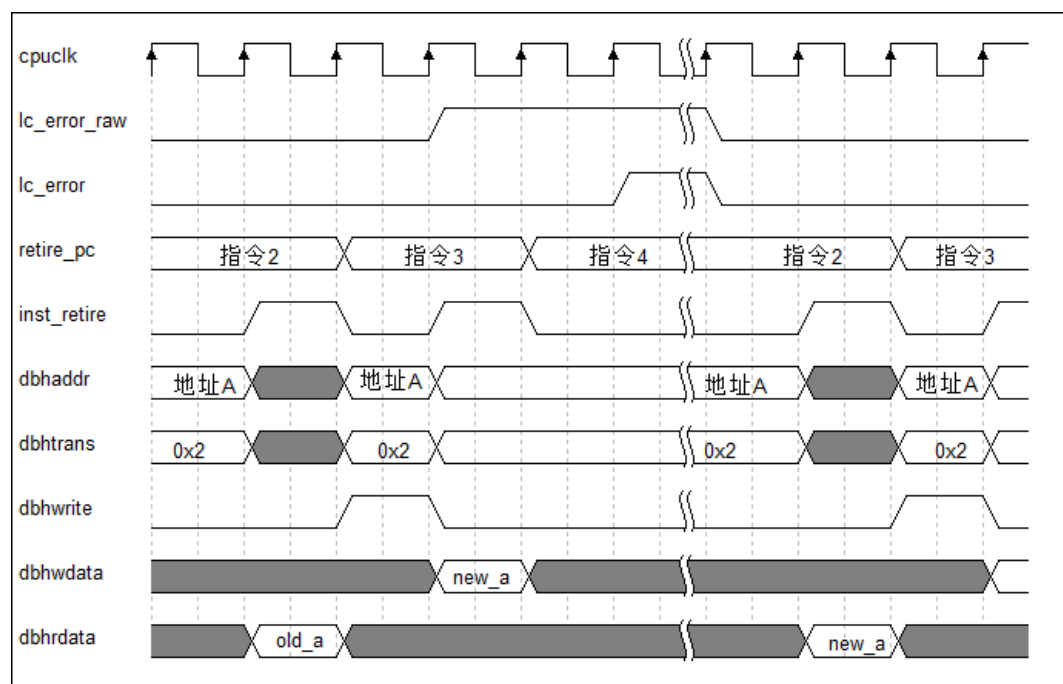 cpuclk
lc_error_raw
lc_error
retire_pc 指令2 指令3 指令4 指令2 指令3
inst_retire
dbhaddr 地址A 地址A 地址A 地址A
dbhtrans 0x2 0x2 0x2 0x2
dbhwrite
dbhwdata new_a
dbhrdata old_a new_a